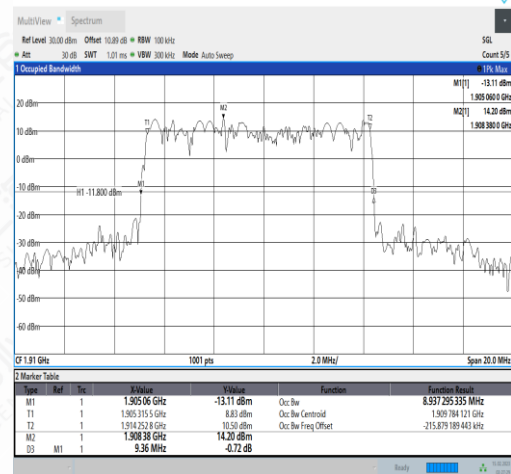 MultiView Spectrum
Ref Level 30.00 dBm Offset 10.89 dB RBW 100 kHz SGL
Att 30 dB SWT 1.01 ms VBW 300 kHz Mode Auto Sweep Count 5/5
1 Occupied Bandwidth 1Pk Max
M1[1] -13.11 dBm
1.905 060 0 GHz
M2[1] 14.20 dBm
1.908 380 0 GHz
20 dBm
M2
T1
T2
10 dBm
0 dBm
-10 dBm
M1
H1 -11.800 dBm
D3
-20 dBm
-30 dBm
-40 dBm
-50 dBm
-60 dBm
CF 1.91 GHz 1001 pts 2.0 MHz/ Span 20.0 MHz
2 Marker Table
Type Ref Trc X-Value Y-Value Function Function Result
M1 1 1.905 06 GHz -13.11 dBm Occ Bw 8.937 295 335 MHz
T1 1 1.905 315 5 GHz 8.83 dBm Occ Bw Centroid 1.909 784 121 GHz
T2 1 1.914 252 8 GHz 10.50 dBm Occ Bw Freq Offset -215.879 189 443 kHz
M2 1 1.908 38 GHz 14.20 dBm
D3 M1 1 9.36 MHz -0.72 dB
Ready